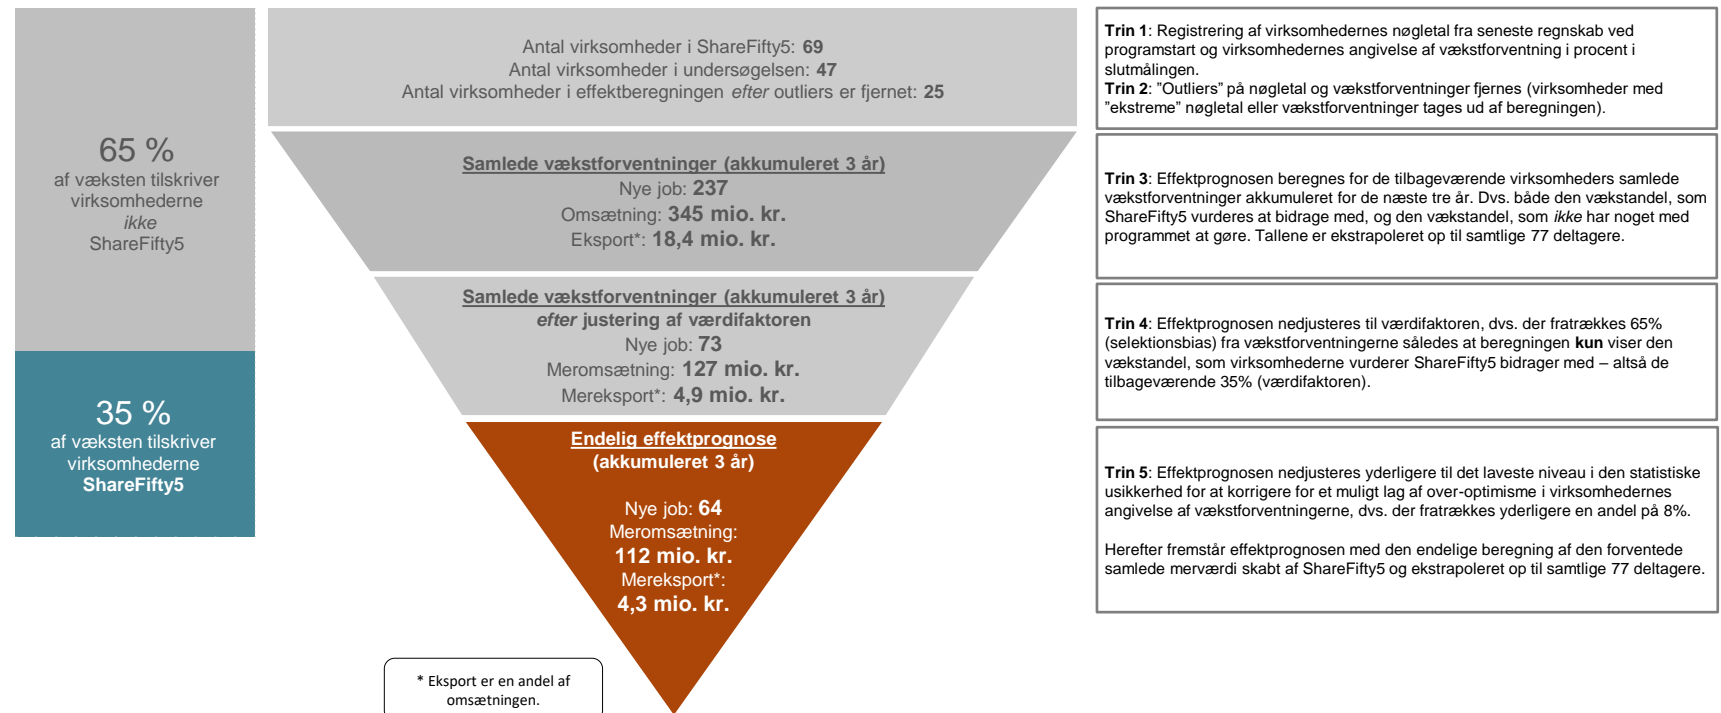 65 %
af væksten tilskriver
virksomhederne
ikke
ShareFifty5
35 %
af væksten tilskriver
virksomhederne
ShareFifty5
Antal virksomheder i ShareFifty5: 69
Antal virksomheder i undersøgelsen: 47
Antal virksomheder i effektberegningen efter outliers er fjernet: 25
Samlede vækstforventninger (akkumuleret 3 år)
Nye job: 237
Omsætning: 345 mio. kr.
Eksport*: 18,4 mio. kr.
Samlede vækstforventninger (akkumuleret 3 år)
efter justering af værdifaktoren
Nye job: 73
Meromsætning: 127 mio. kr.
Mereksport*: 4,9 mio. kr.
Endelig effektprognose
(akkumuleret 3 år)
Nye job: 64
Meromsætning:
112 mio. kr.
Mereksport*:
4,3 mio. kr.
* Eksport er en andel af
omsætningen.
Trin 1: Registrering af virksomhedernes nøgletal fra seneste regnskab ved
programstart og virksomhedernes angivelse af vækstforventning i procent i
slutmålingen.
Trin 2: ”Outliers” på nøgletal og vækstforventninger fjernes (virksomheder med
”ekstreme” nøgletal eller vækstforventninger tages ud af beregningen).
Trin 3: Effektprognosen beregnes for de tilbageværende virksomheders samlede
vækstforventninger akkumuleret for de næste tre år. Dvs. både den vækstandel, som
ShareFifty5 vurderes at bidrage med, og den vækstandel, som ikke har noget med
programmet at gøre. Tallene er ekstrapoleret op til samtlige 77 deltagere.
Trin 4: Effektprognosen nedjusteres til værdifaktoren, dvs. der fratrækkes 65%
(selektionsbias) fra vækstforventningerne således at beregningen kun viser den
vækstandel, som virksomhederne vurderer ShareFifty5 bidrager med – altså de
tilbageværende 35% (værdifaktoren).
Trin 5: Effektprognosen nedjusteres yderligere til det laveste niveau i den statistiske
usikkerhed for at korrigere for et muligt lag af over-optimisme i virksomhedernes
angivelse af vækstforventningerne, dvs. der fratrækkes yderligere en andel på 8%.
Herefter fremstår effektprognosen med den endelige beregning af den forventede
samlede merværdi skabt af ShareFifty5 og ekstrapoleret op til samtlige 77 deltagere.